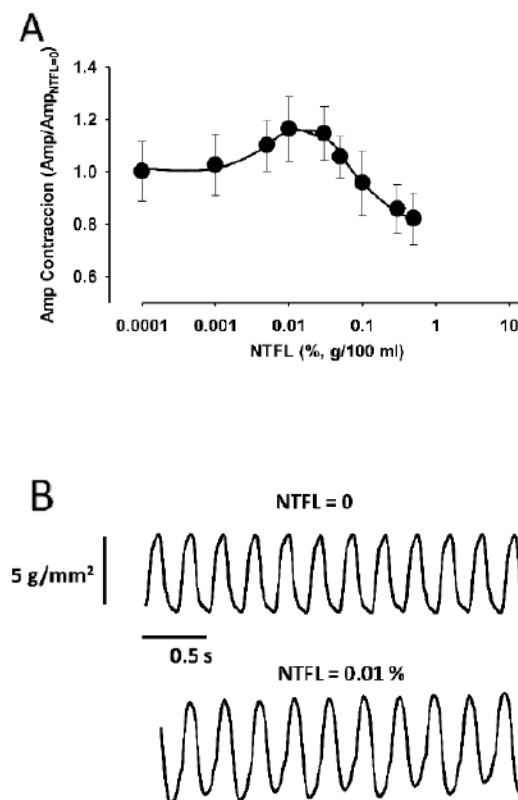 A
Amp Contraccion (Amp/Amp_NTFL=0)
1.4
1.2
1.0
0.8
0.6
0.0001 0.001 0.01 0.1 1 10
NTFL (%, g/100 ml)
B
NTFL = 0
5 g/mm²
0.5 s
NTFL = 0.01 %